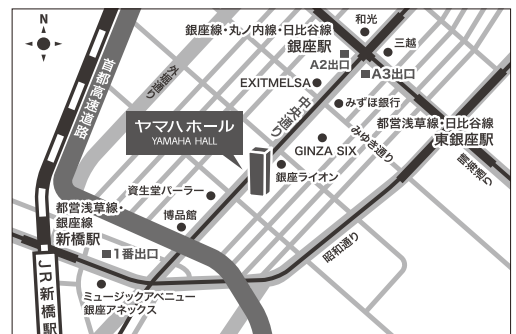 N
和光
銀座線・丸ノ内線・日比谷線
銀座駅
三越
A2出口
A3出口
首都高速道路
外堀通り
EXITMELSA
中央通り
みずほ銀行
ヤマハホール
YAMAHA HALL
都営浅草線・日比谷線
東銀座駅
みゆき通り
GINZA SIX
晴海通り
銀座ライオン
資生堂パーラー
都営浅草線・
銀座線
新橋駅
博品館
昭和通り
1番出口
JR新橋駅
ミュージックアベニュー
銀座アネックス